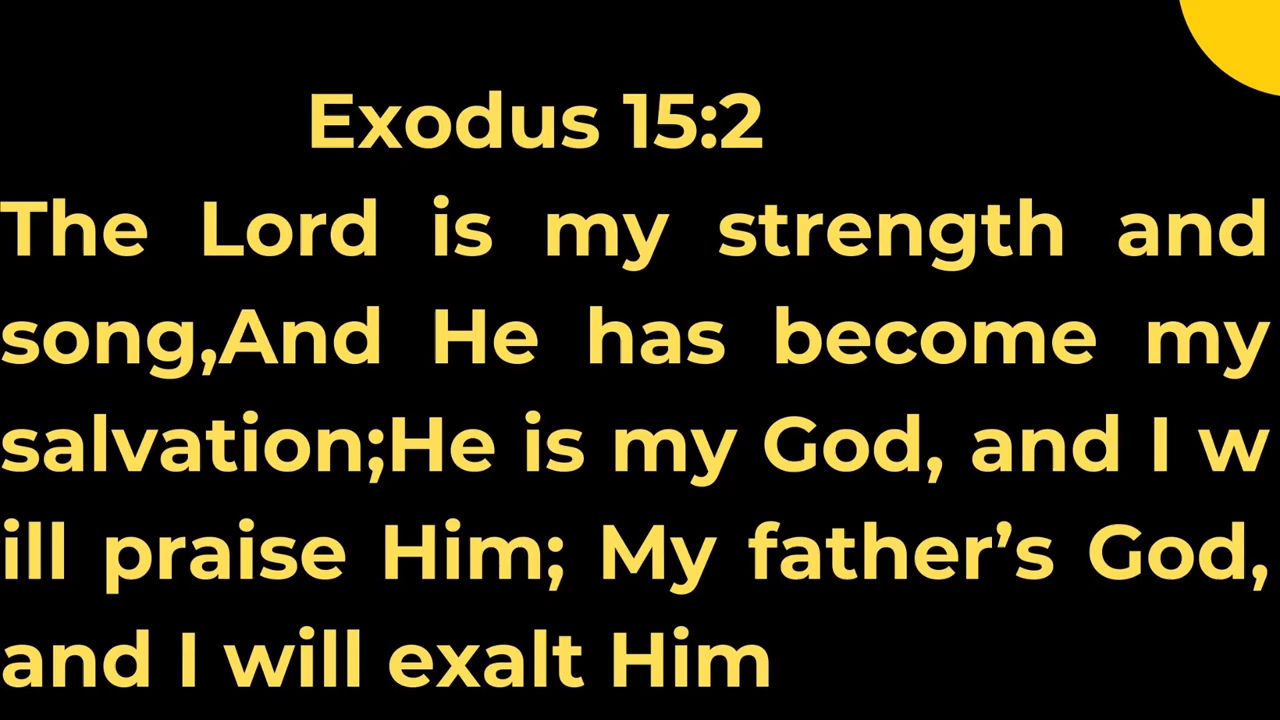 Exodus 15:2
The Lord is my strength and
song,And He has become my
salvation;He is my God, and I w
ill praise Him; My father’s God,
and I will exalt Him